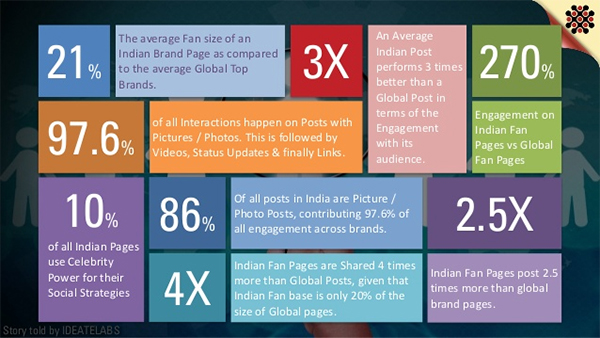 21%
The average Fan size of an
Indian Brand Page as compared
to the average Global Top
Brands.
3X
An Average
Indian Post
performs 3 times
better than a
Global Post in
terms of the
Engagement
with its
audience.
270%
Engagement on
Indian Fan
Pages vs Global
Fan Pages
97.6%
of all Interactions happen on Posts with
Pictures / Photos. This is followed by
Videos, Status Updates & finally Links.
10%
of all Indian Pages
use Celebrity
Power for their
Social Strategies
86%
Of all posts in India are Picture /
Photo Posts, contributing 97.6% of
all engagement across brands.
2.5X
Indian Fan Pages post 2.5
times more than global
brand pages.
4X
Indian Fan Pages are Shared 4 times
more than Global Posts, given that
Indian Fan base is only 20% of the
size of Global pages.
Story told by IDEATELABS